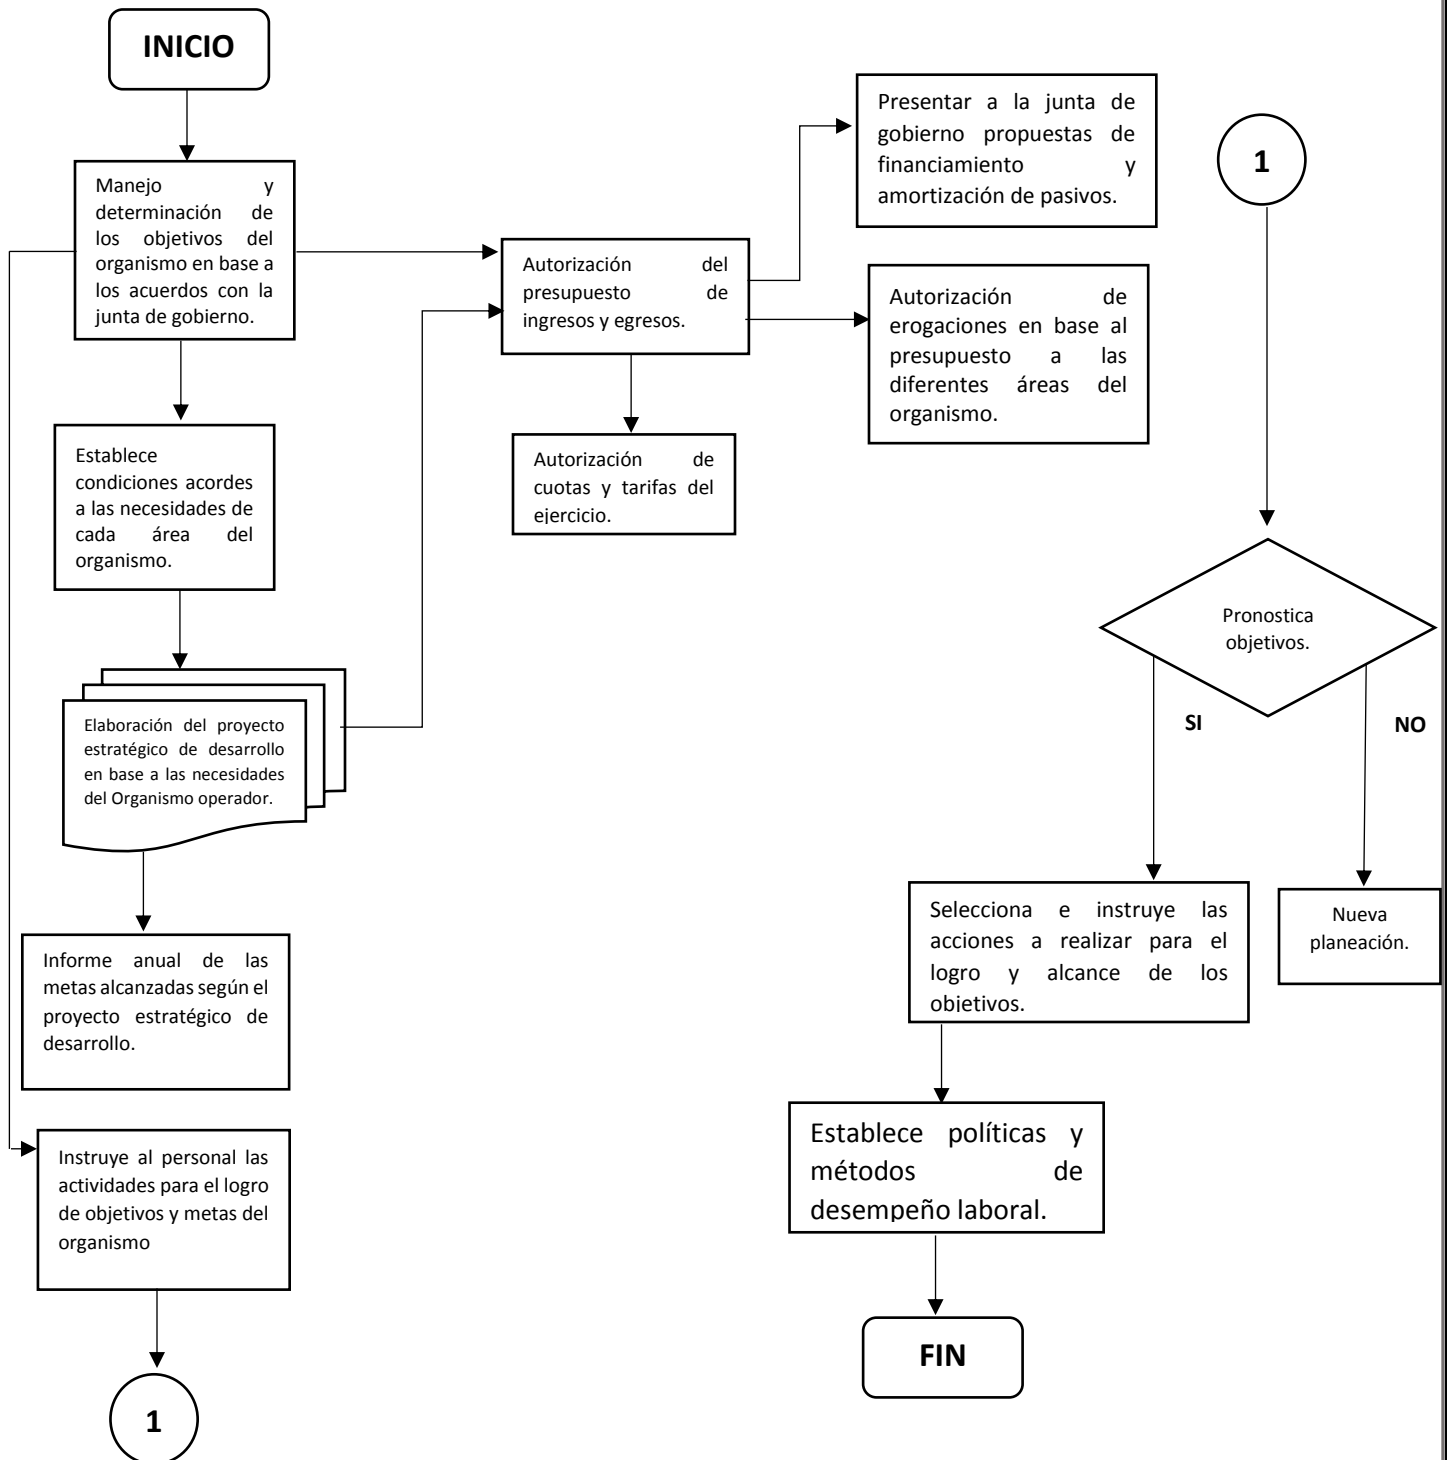 INICIO
Manejo y
determinación de
los objetivos del
organismo en base a
los acuerdos con la
junta de gobierno.
Establece
condiciones acordes
a las necesidades de
cada área del
organismo.
Elaboración del proyecto
estratégico de desarrollo
en base a las necesidades
del Organismo operador.
Informe anual de las
metas alcanzadas según el
proyecto estratégico de
desarrollo.
Instruye al personal las
actividades para el logro
de objetivos y metas del
organismo
1
Autorización del
presupuesto de
ingresos y egresos.
Autorización de
cuotas y tarifas del
ejercicio.
Presentar a la junta de
gobierno propuestas de
financiamiento y
amortización de pasivos.
Autorización de
erogaciones en base al
presupuesto a las
diferentes áreas del
organismo.
1
Pronostica
objetivos.
SI
NO
Selecciona e instruye las
acciones a realizar para el
logro y alcance de los
objetivos.
Nueva
planeación.
Establece políticas y
métodos de
desempeño laboral.
FIN